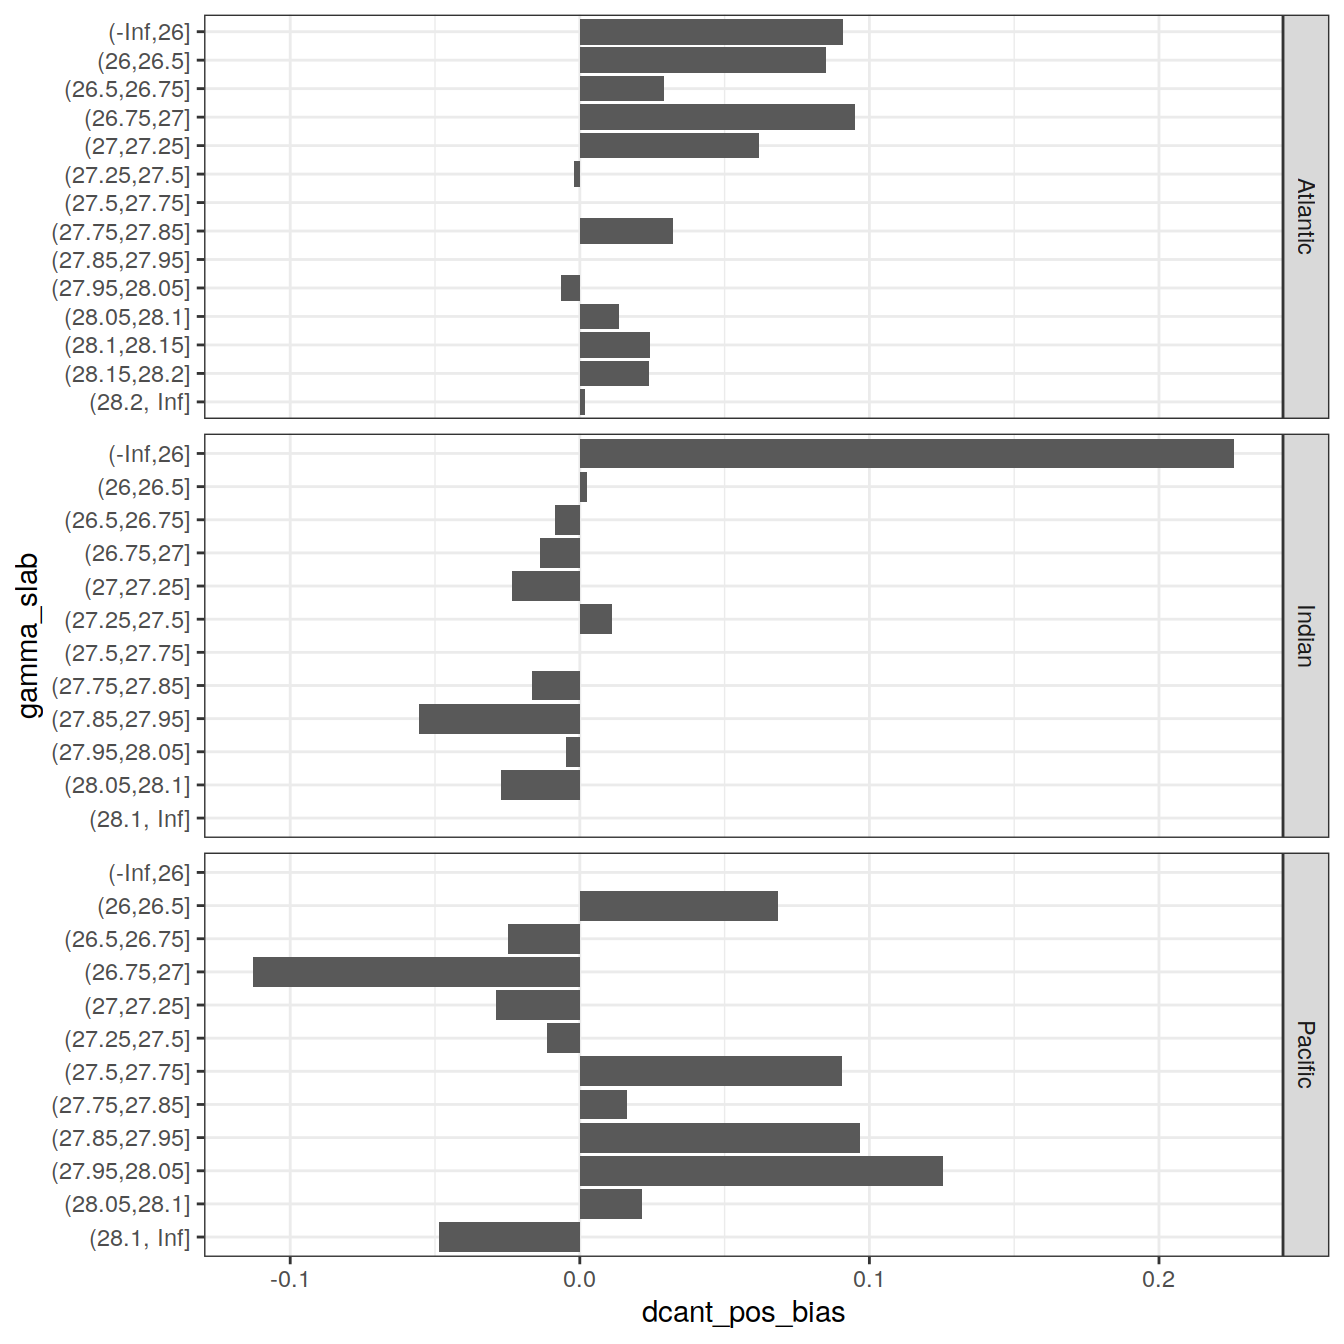 (-Inf,26]
(26,26.5]
(26.5,26.75]
(26.75,27]
(27,27.25]
(27.25,27.5]
(27.5,27.75]
(27.75,27.85]
(27.85,27.95]
(27.95,28.05]
(28.05,28.1]
(28.1,28.15]
(28.15,28.2]
(28.2, Inf]
Atlantic
(-Inf,26]
(26,26.5]
(26.5,26.75]
(26.75,27]
(27,27.25]
(27.25,27.5]
(27.5,27.75]
(27.75,27.85]
(27.85,27.95]
(27.95,28.05]
(28.05,28.1]
(28.1, Inf]
Indian
gamma_slab
(-Inf,26]
(26,26.5]
(26.5,26.75]
(26.75,27]
(27,27.25]
(27.25,27.5]
(27.5,27.75]
(27.75,27.85]
(27.85,27.95]
(27.95,28.05]
(28.05,28.1]
(28.1, Inf]
Pacific
-0.1 0.0 0.1 0.2
dcant_pos_bias